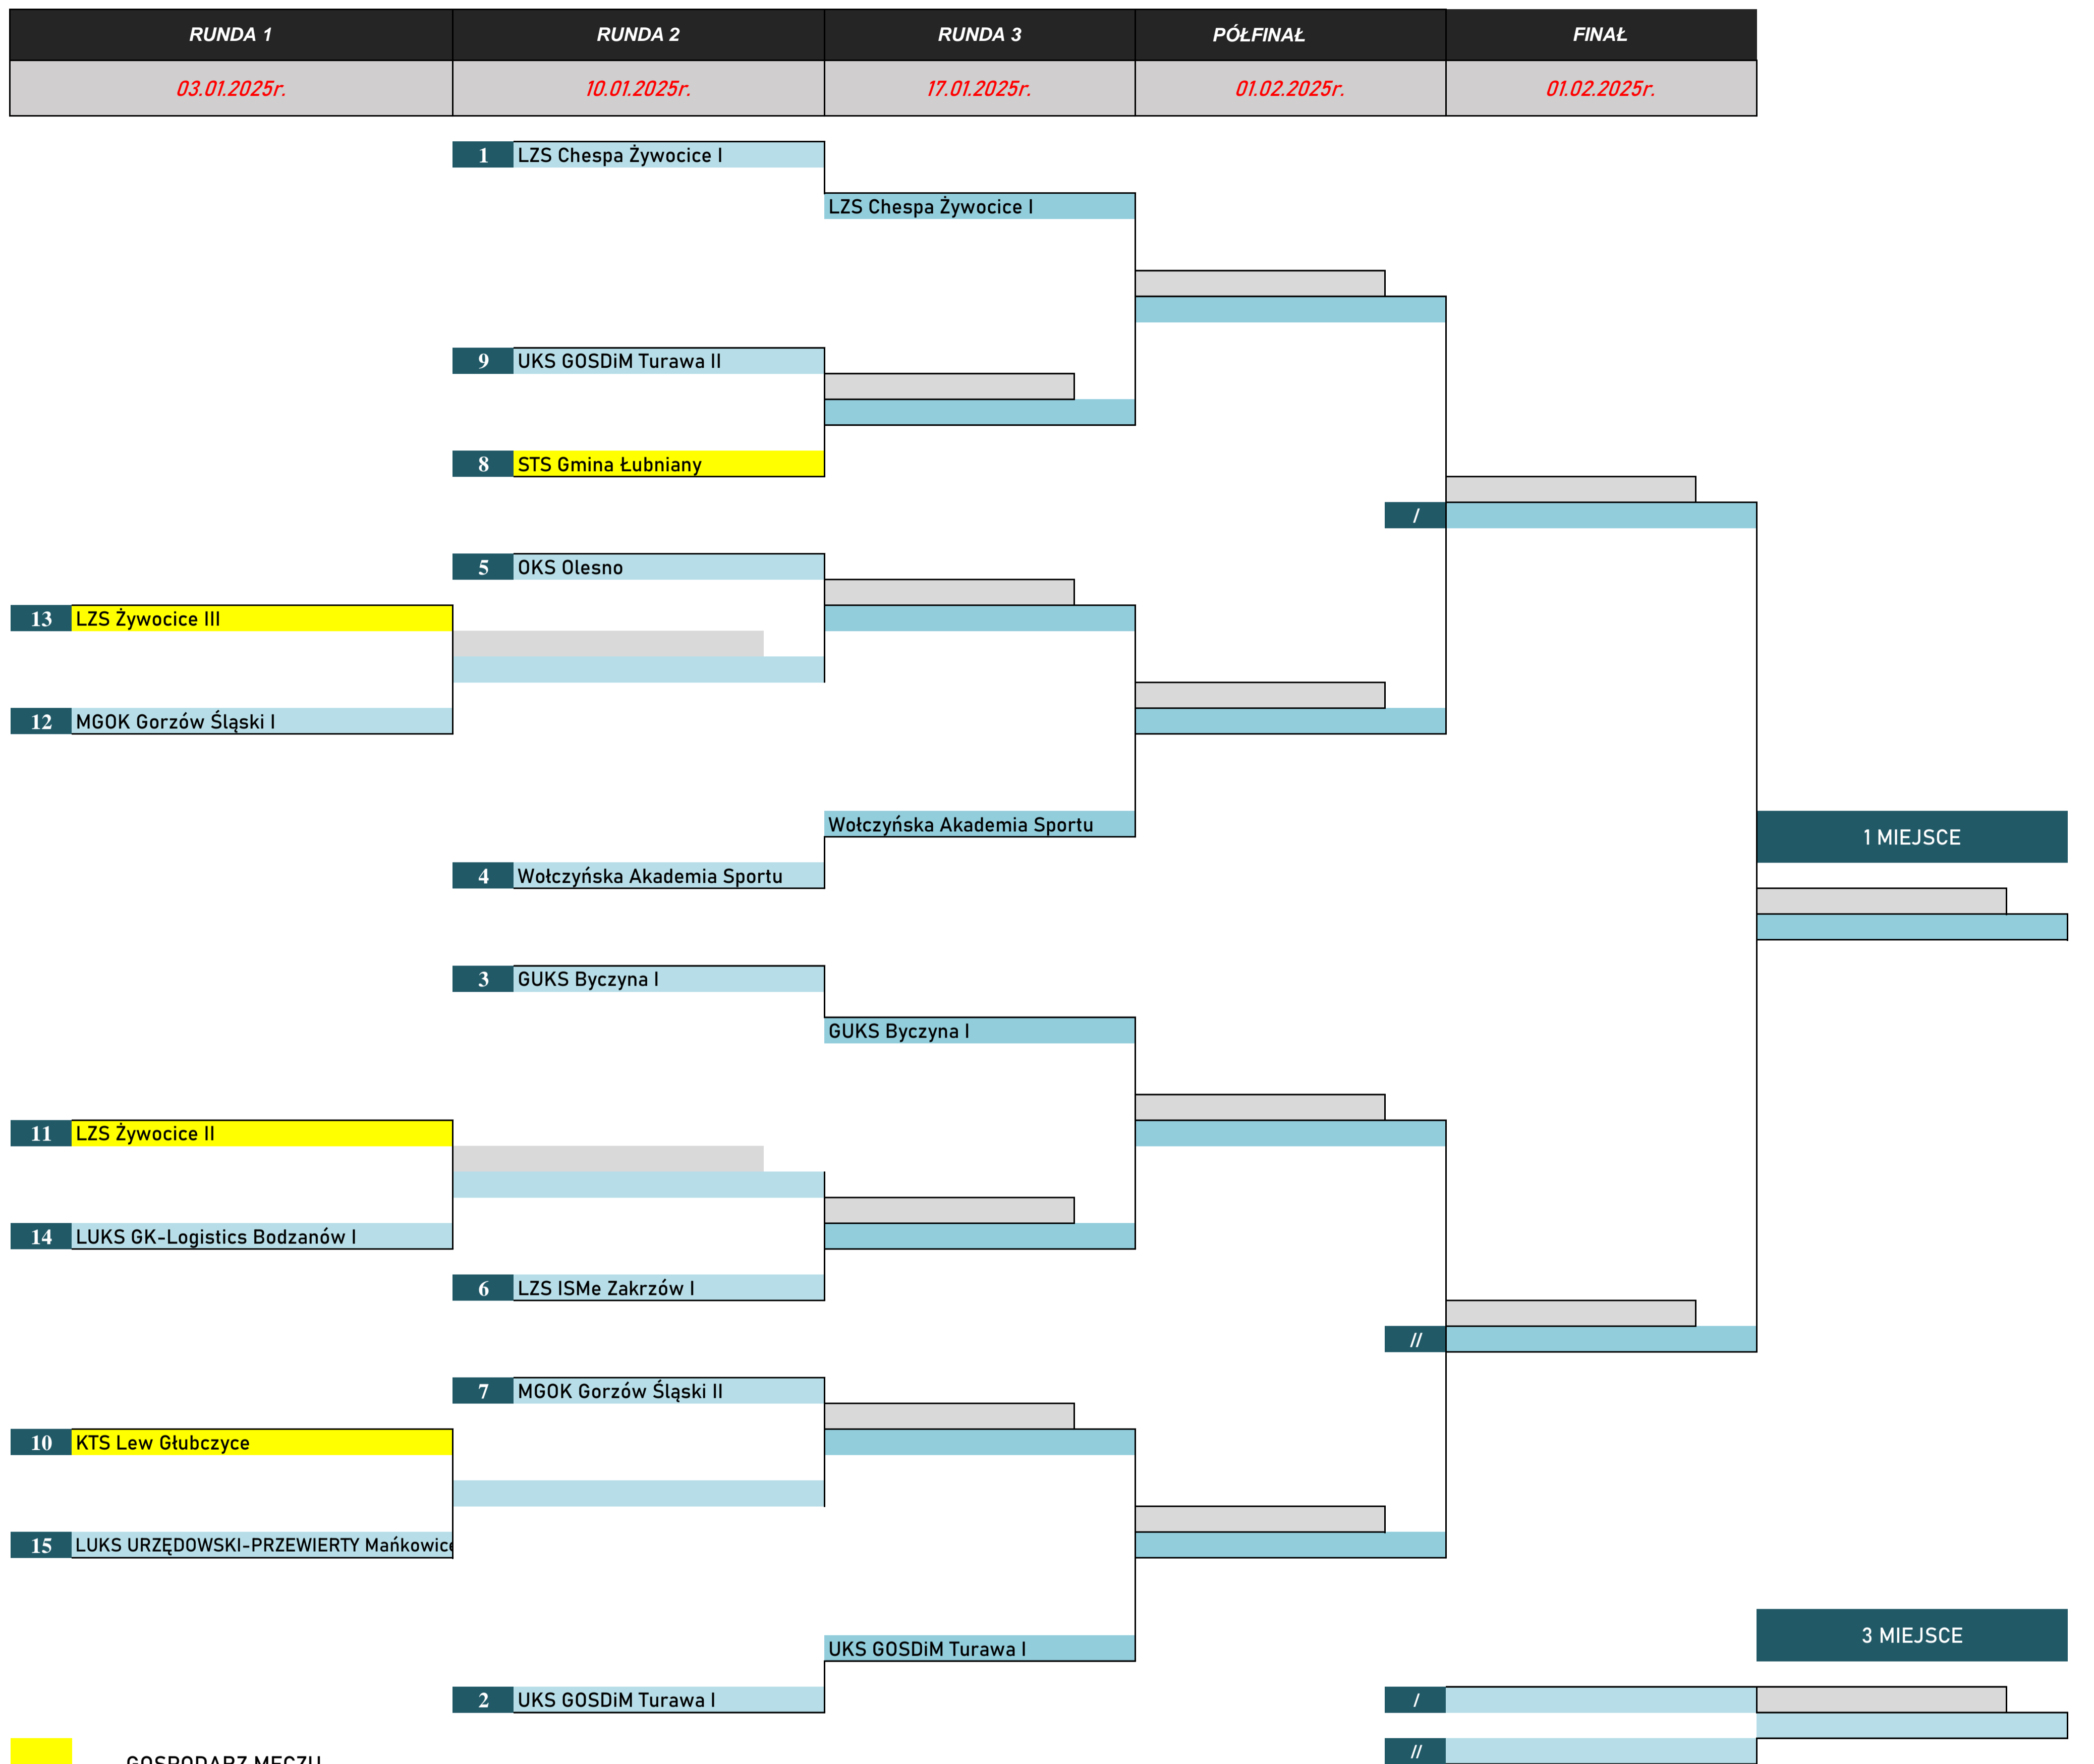 RUNDA 1 RUNDA 2 RUNDA 3 PÓŁFINAŁ FINAŁ
03.01.2025r. 10.01.2025r. 17.01.2025r. 01.02.2025r. 01.02.2025r.
1 LZS Chespa Żywocice I
LZS Chespa Żywocice I
9 UKS GOSDiM Turawa II
8 STS Gmina Łubniany
/
5 OKS Olesno
13 LZS Żywocice III
12 MGOK Gorzów Śląski I
Wołczyńska Akademia Sportu
1 MIEJSCE
4 Wołczyńska Akademia Sportu
3 GUKS Byczyna I
GUKS Byczyna I
11 LZS Żywocice II
14 LUKS GK-Logistics Bodzanów I
6 LZS ISMe Zakrzów I
//
7 MGOK Gorzów Śląski II
10 KTS Lew Głubczyce
15 LUKS URZĘDOWSKI-PRZEWIERTY Mańkowice
3 MIEJSCE
UKS GOSDiM Turawa I
2 UKS GOSDiM Turawa I /
//
GOSPODARZ MECZU